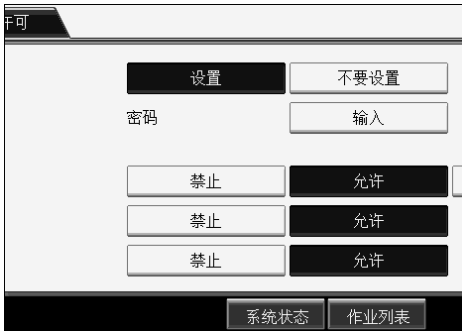 许可
设置 不要设置
密码 输入
禁止 允许
禁止 允许
禁止 允许
系统状态 作业列表